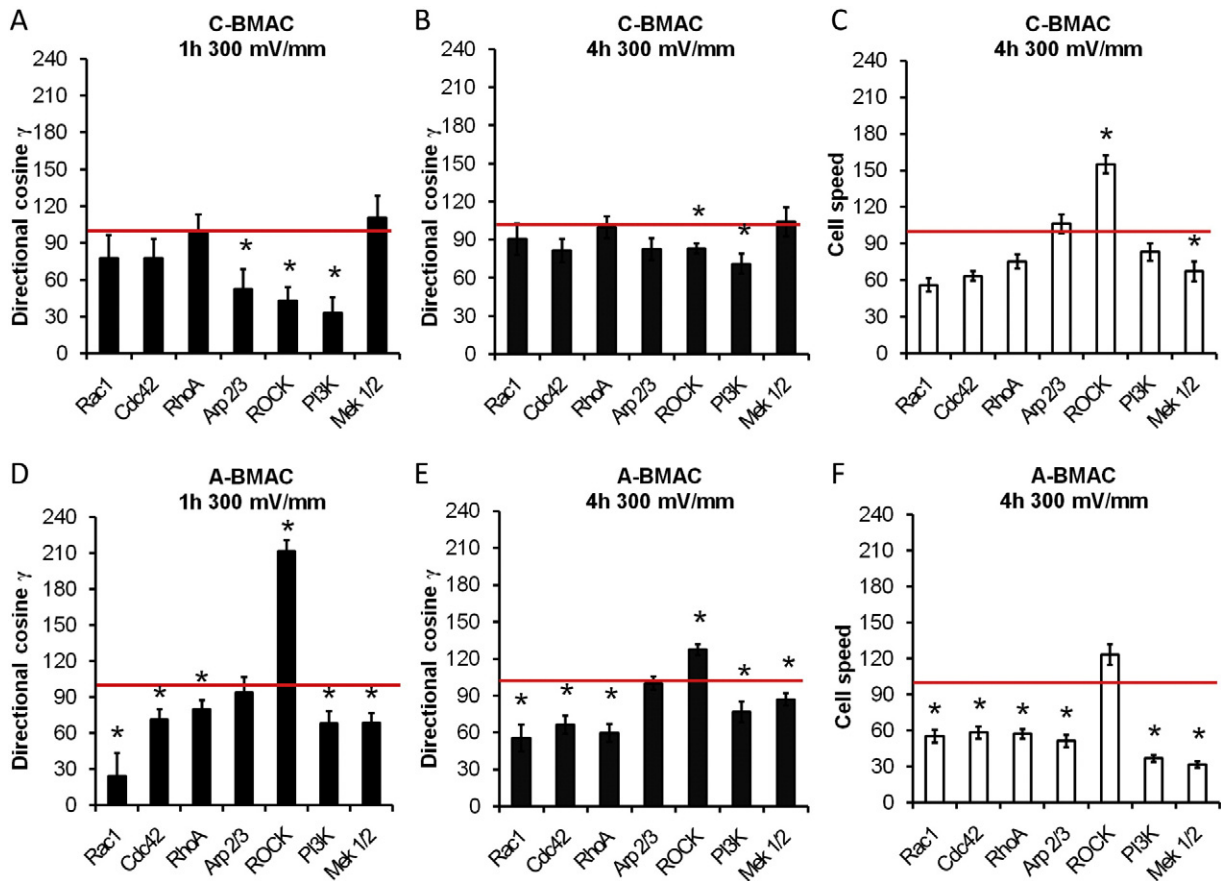 A
C-BMAC
1h 300 mV/mm
Directional cosine γ
240
210
180
150
120
90
60
30
0
*
*
*
Rac1
Cdc42
RhoA
Arp 2/3
ROCK
PI3K
Mek 1/2
B
C-BMAC
4h 300 mV/mm
Directional cosine γ
240
210
180
150
120
90
60
30
0
*
*
Rac1
Cdc42
RhoA
Arp 2/3
ROCK
PI3K
Mek 1/2
C
C-BMAC
4h 300 mV/mm
Cell speed
240
210
180
150
120
90
60
30
0
*
*
Rac1
Cdc42
RhoA
Arp 2/3
ROCK
PI3K
Mek 1/2
D
A-BMAC
1h 300 mV/mm
Directional cosine γ
240
210
180
150
120
90
60
30
0
*
*
*
*
*
*
Rac1
Cdc42
RhoA
Arp 2/3
ROCK
PI3K
Mek 1/2
E
A-BMAC
4h 300 mV/mm
Directional cosine γ
240
210
180
150
120
90
60
30
0
*
*
*
*
*
*
Rac1
Cdc42
RhoA
Arp 2/3
ROCK
PI3K
Mek 1/2
F
A-BMAC
4h 300 mV/mm
Cell speed
240
210
180
150
120
90
60
30
0
*
*
*
*
*
*
Rac1
Cdc42
RhoA
Arp 2/3
ROCK
PI3K
Mek 1/2